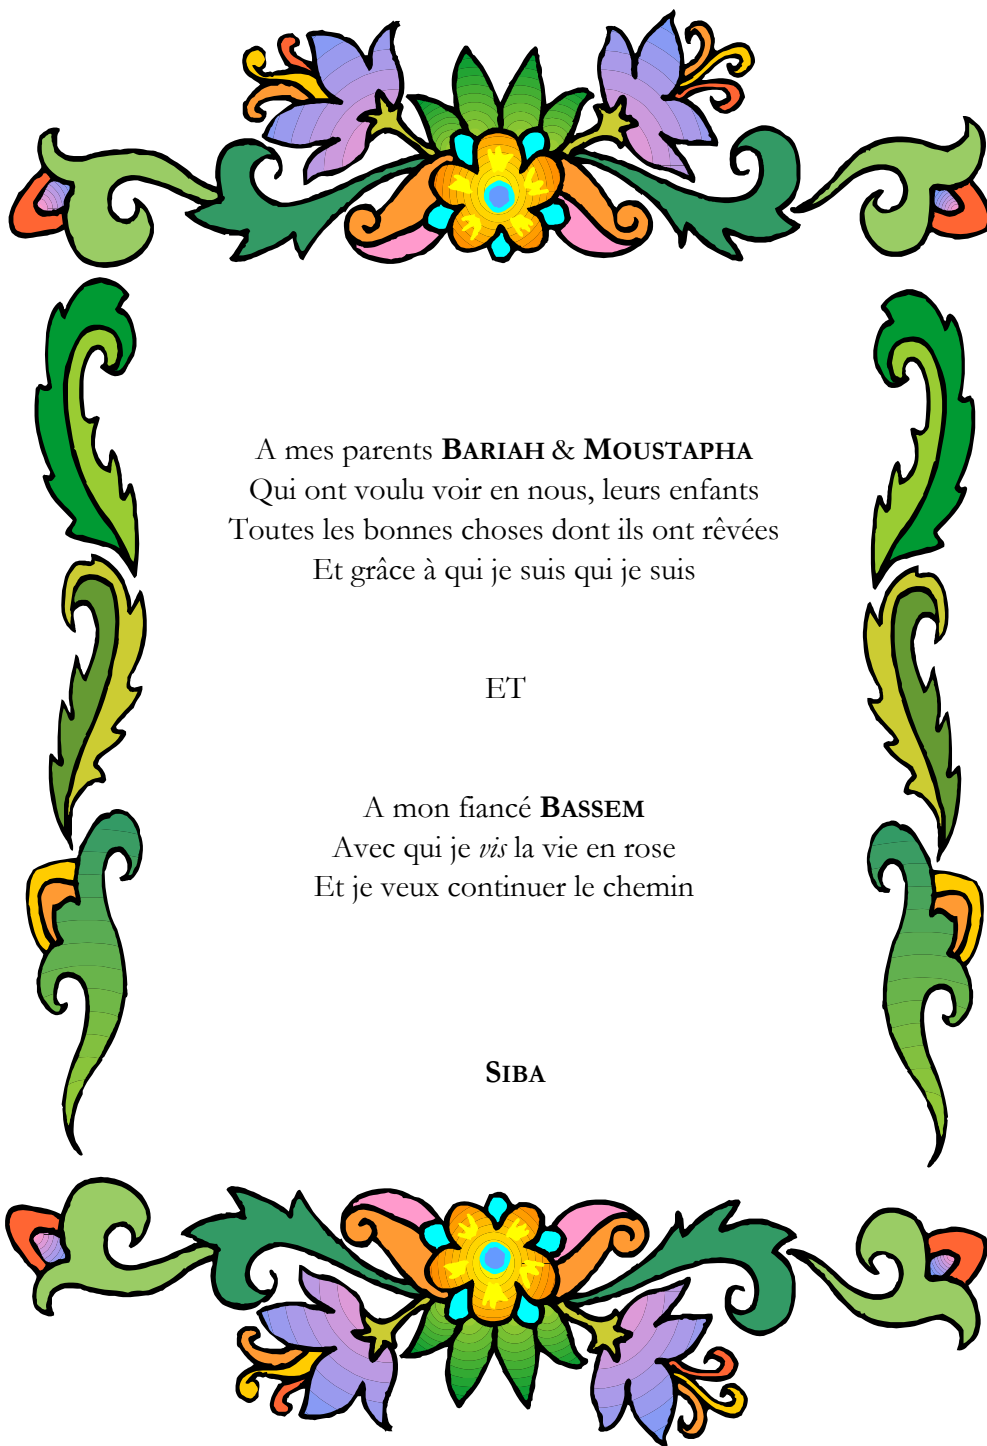 A mes parents BARIAH & MOUSTAPHA
Qui ont voulu voir en nous, leurs enfants
Toutes les bonnes choses dont ils ont rêvées
Et grâce à qui je suis qui je suis
ET
A mon fiancé BASSEM
Avec qui je vis la vie en rose
Et je veux continuer le chemin
SIBA